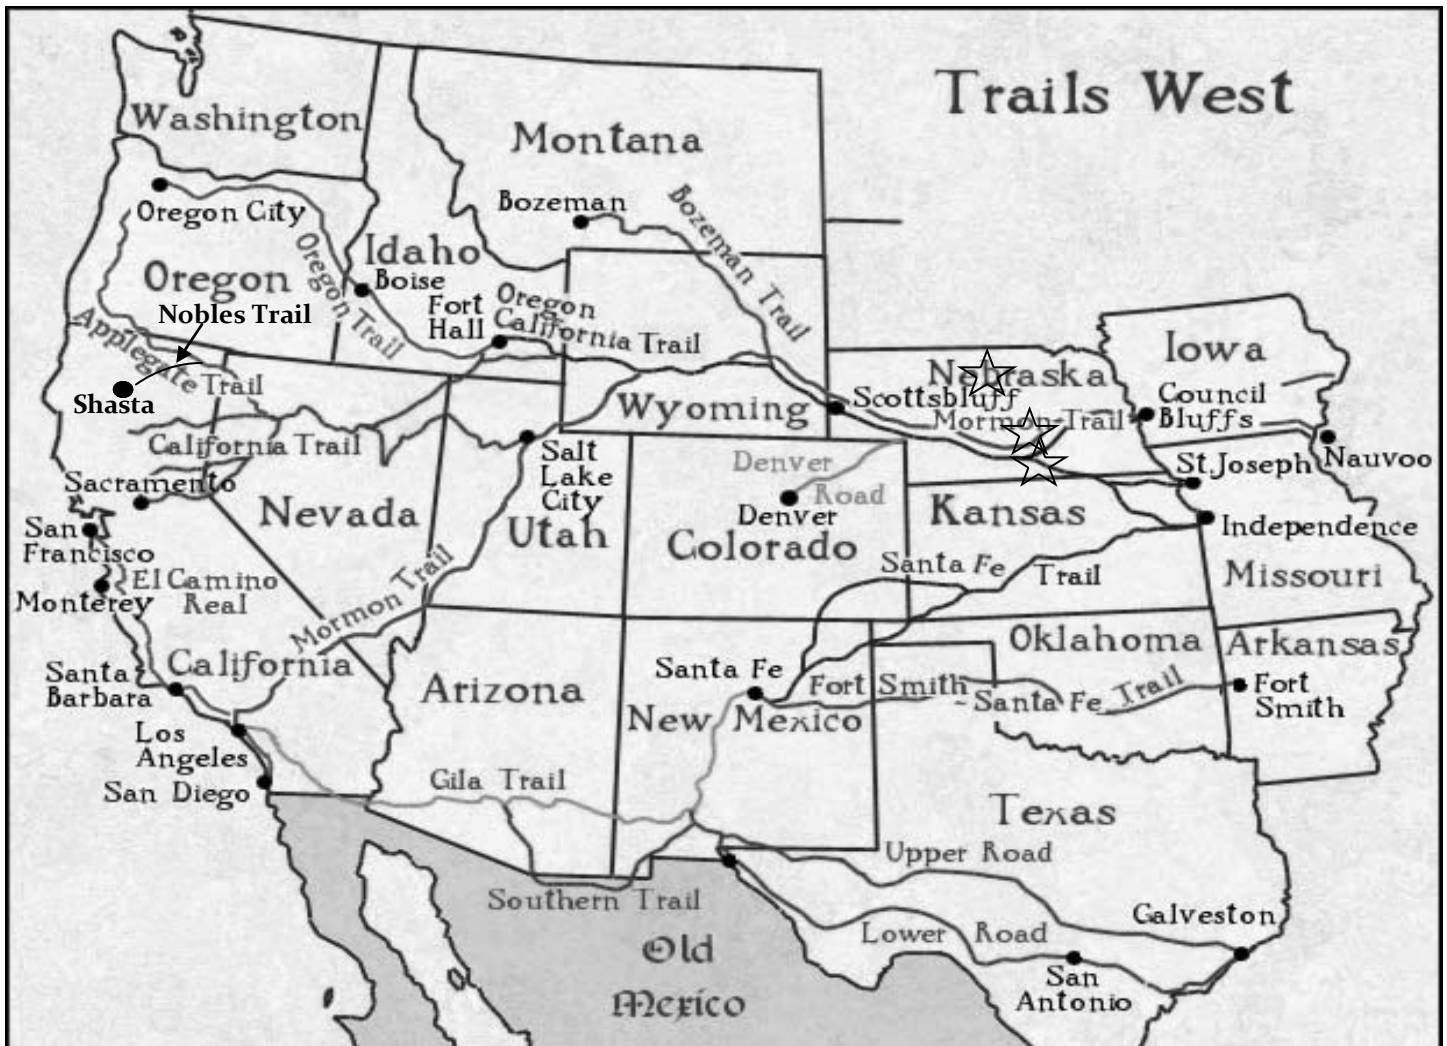 Trails West
Washington
Montana
Bozeman
Bozeman Trail
Oregon City
Oregon Trail
Idaho
Boise
Oregon
Nobles Trail
Applegate
Trail
Shasta
Fort
Hall
Oregon
California Trail
Iowa
Nebraska
Scottsbluff
Mormon Trail
Council
Bluffs
Wyoming
California Trail
Salt
Lake
City
Denver
Road
Denver
St. Joseph
Nauvoo
Sacramento
Nevada
Utah
Colorado
Kansas
Independence
San
Francisco
Santa Fe
Trail
Missouri
El Camino
Real
Monterey
Mormon Trail
Oklahoma
Arkansas
California
Santa
Barbara
Arizona
Santa Fe
Fort Smith
Santa Fe Trail
Fort
Smith
New Mexico
Los
Angeles
San Diego
Gila Trail
Texas
Upper Road
Southern Trail
Galveston
Lower Road
San
Antonio
Old
Mexico